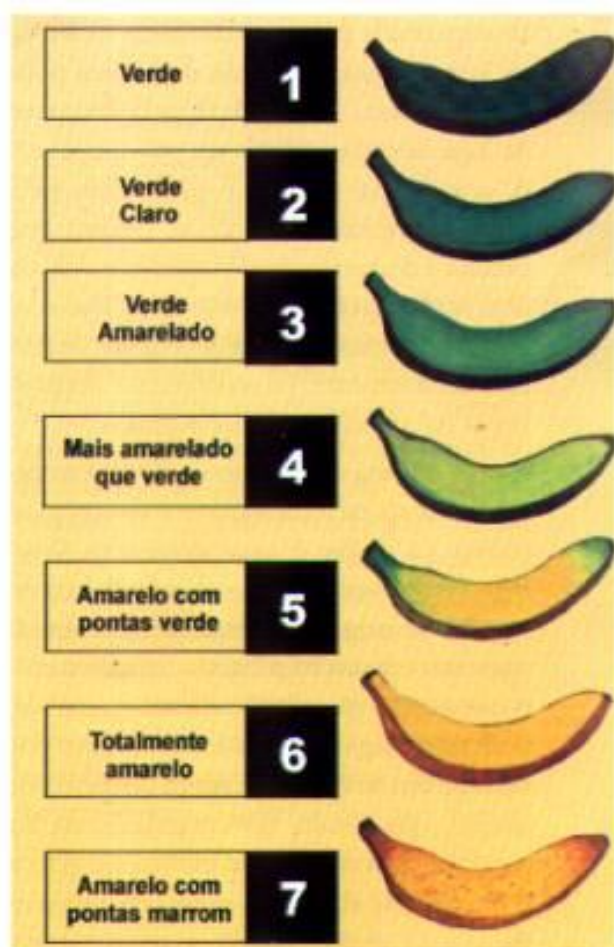 Verde
1
Verde
Claro
2
Verde
Amarelado
3
Mais amarelado
que verde
4
Amarelo com
pontas verde
5
Totalmente
amarelo
6
Amarelo com
pontas marrom
7